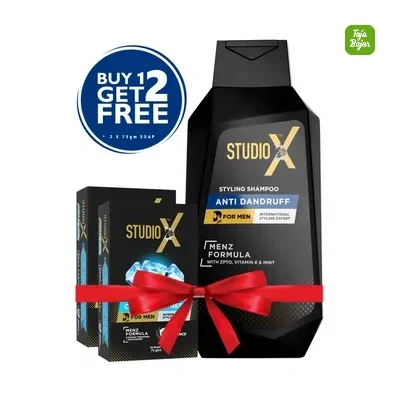 Taja
Bajar
BUY 1
GET 2
FREE
* 2 X 75gm SOAP
STUDIO X
STYLING SHAMPOO
ANTI DANDRUFF
FOR MEN
INTERNATIONAL
STYLING EXPERT
MENZ
FORMULA
WITH ZPTO, VITAMIN E & MINT
STUDIO X
FOR MEN
MENZ
FORMULA